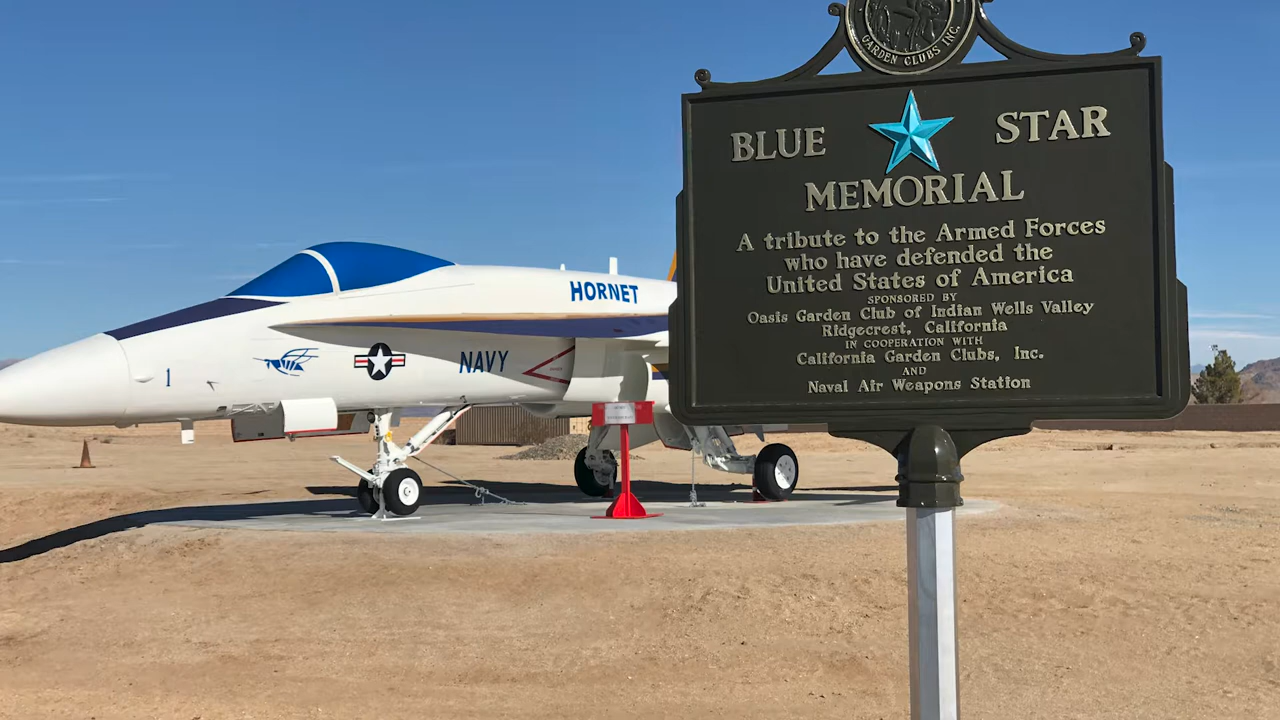 GARDEN CLUBS INC.
BLUE STAR
MEMORIAL
A tribute to the Armed Forces
who have defended the
United States of America
SPONSORED BY
Oasis Garden Club of Indian Wells Valley
Ridgecrest, California
IN COOPERATION WITH
California Garden Clubs, Inc.
AND
Naval Air Weapons Station
HORNET
NAVY
1